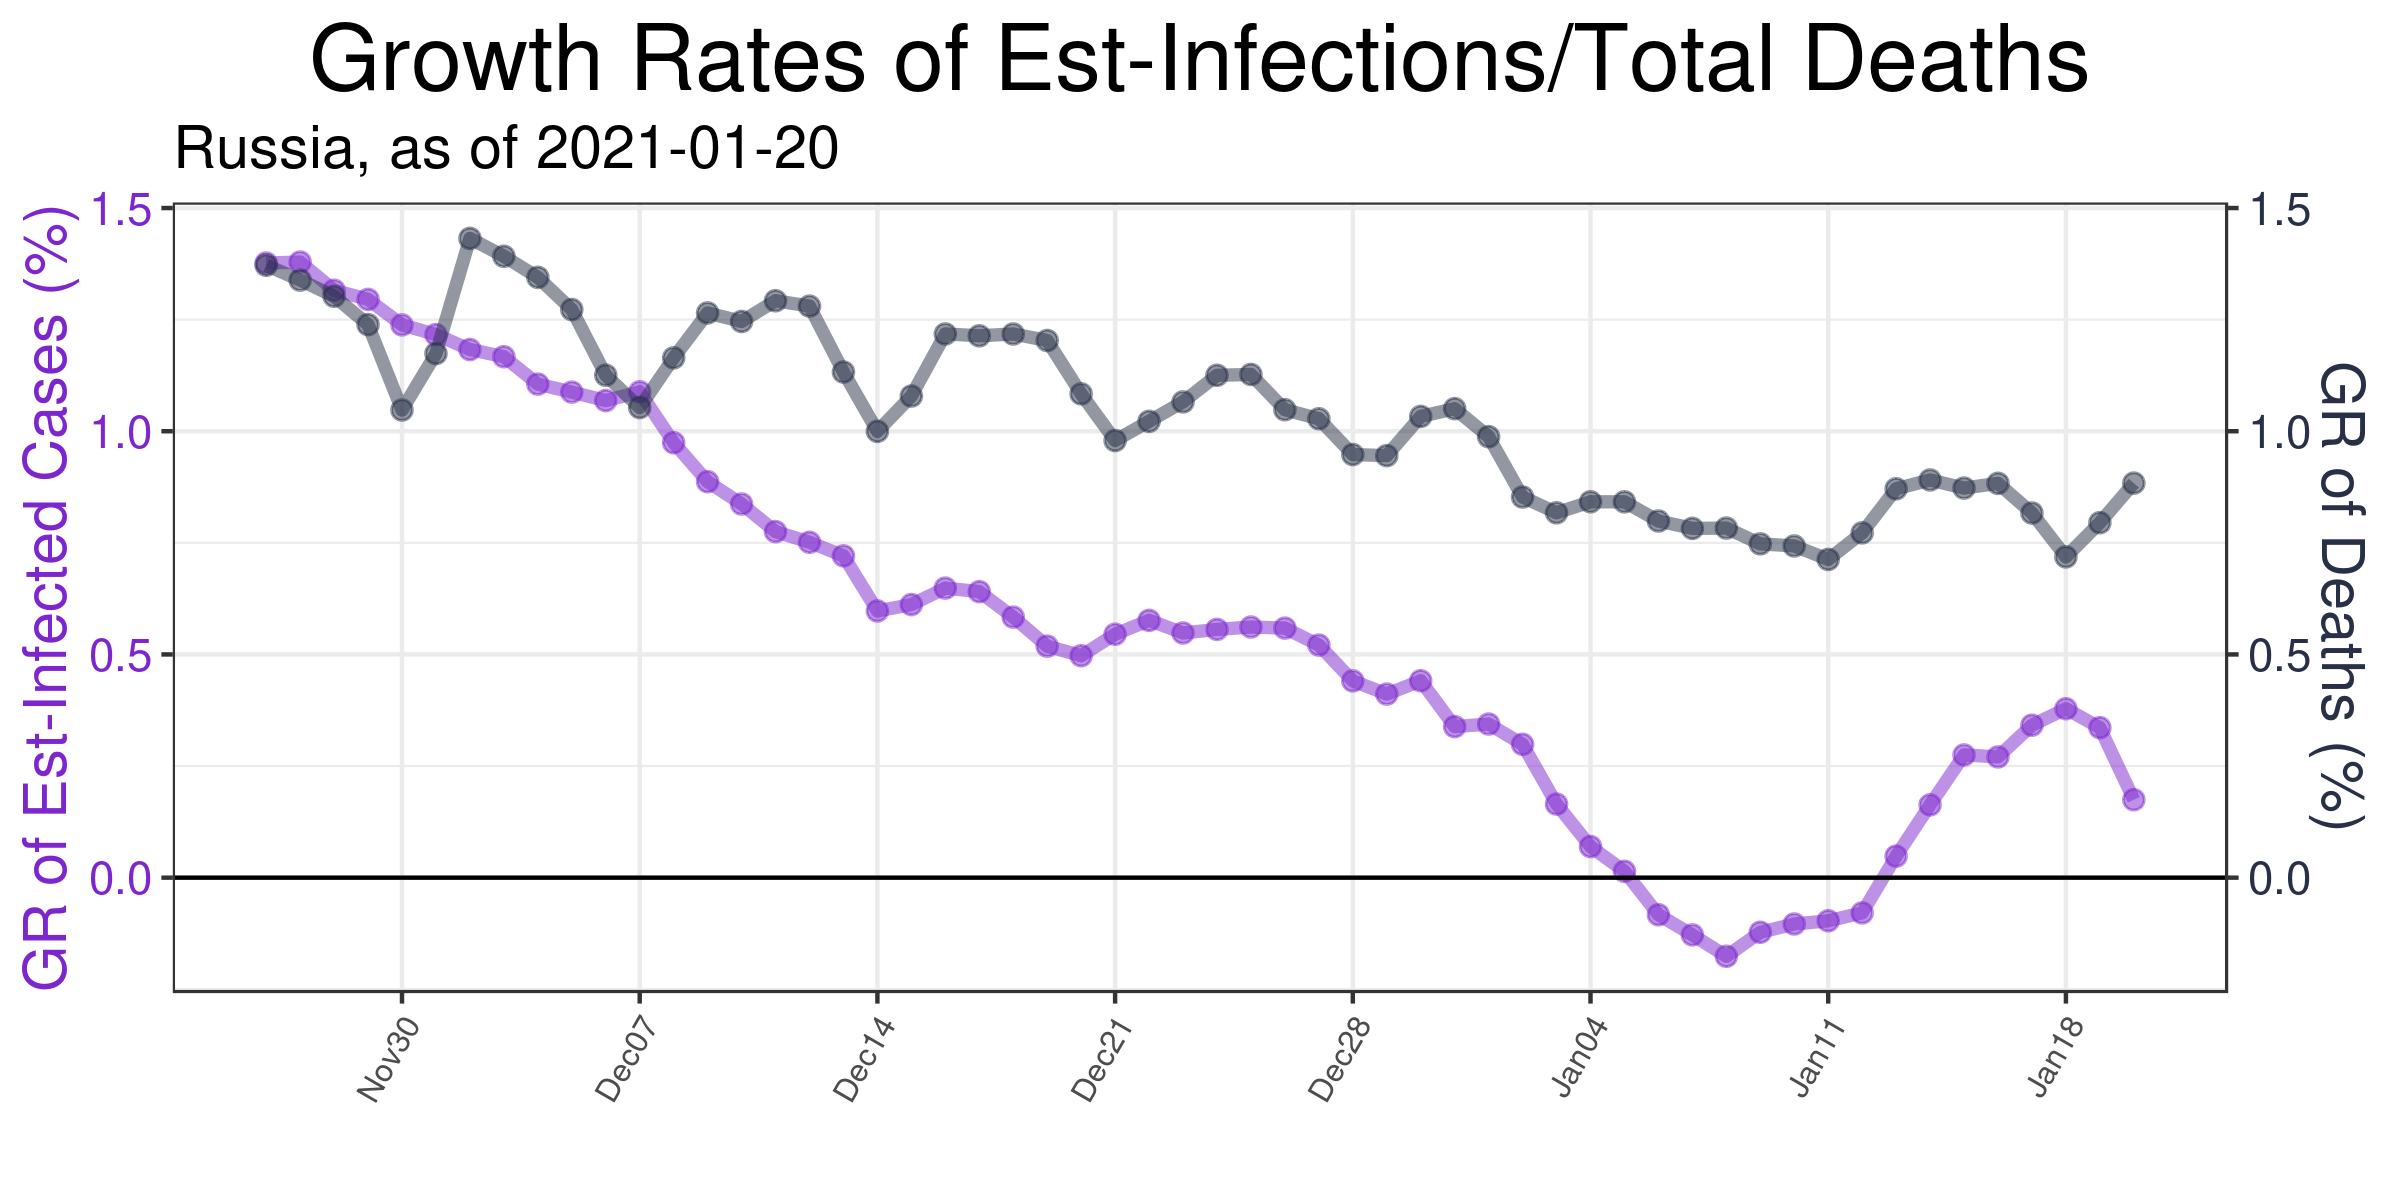 Growth Rates of Est-Infections/Total Deaths
Russia, as of 2021-01-20
GR of Est-Infected Cases (%)
1.5
1.0
0.5
0.0
1.5
1.0
0.5
0.0
GR of Deaths (%)
Nov30
Dec07
Dec14
Dec21
Dec28
Jan04
Jan11
Jan18